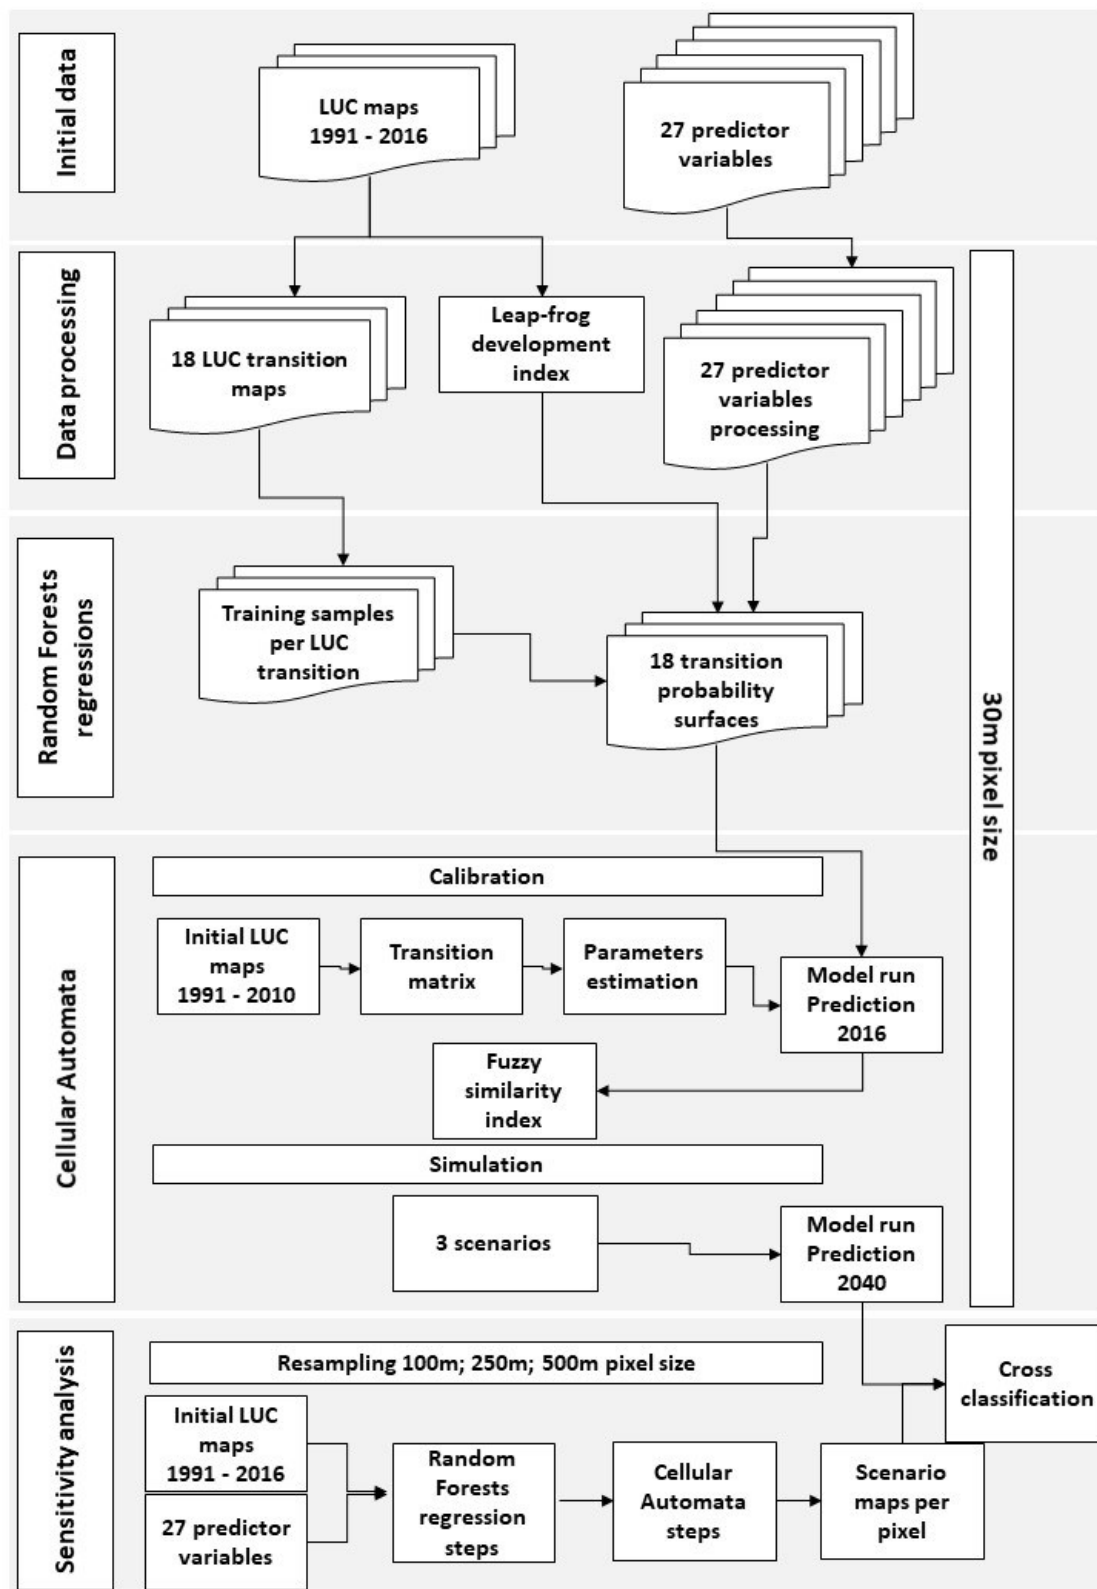 Initial data
LUC maps
1991 - 2016
27 predictor
variables
Data processing
18 LUC transition
maps
Leap-frog
development
index
27 predictor
variables
processing
30m pixel size
Random Forests
regressions
Training samples
per LUC
transition
18 transition
probability
surfaces
Cellular Automata
Calibration
Initial LUC
maps
1991 - 2010
Transition
matrix
Parameters
estimation
Model run
Prediction
2016
Fuzzy
similarity
index
Simulation
3 scenarios
Model run
Prediction
2040
Sensitivity analysis
Resampling 100m; 250m; 500m pixel size
Cross
classification
Initial LUC
maps
1991 - 2016
27 predictor
variables
Random
Forests
regression
steps
Cellular
Automata
steps
Scenario
maps per
pixel